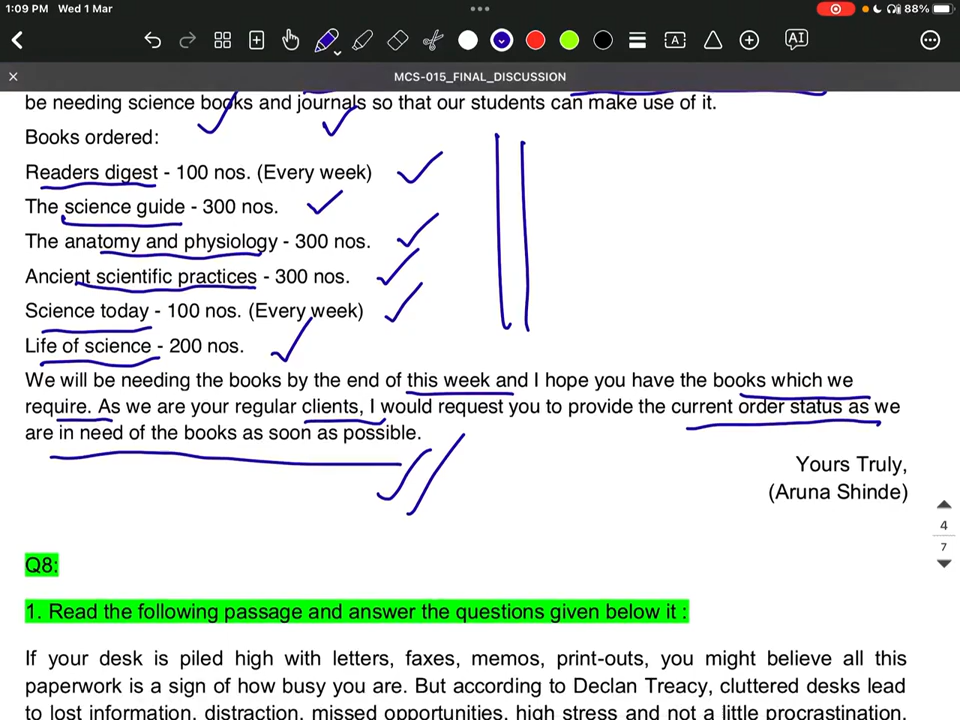 1:09 PM Wed 1 Mar
88%
A
AI
MCS-015_FINAL_DISCUSSION
be needing science books and journals so that our students can make use of it.
Books ordered:
Readers digest - 100 nos. (Every week)
The science guide - 300 nos.
The anatomy and physiology - 300 nos.
Ancient scientific practices - 300 nos.
Science today - 100 nos. (Every week)
Life of science - 200 nos.
We will be needing the books by the end of this week and I hope you have the books which we
require. As we are your regular clients, I would request you to provide the current order status as we
are in need of the books as soon as possible.
Yours Truly,
(Aruna Shinde)
4
7
Q8:
1. Read the following passage and answer the questions given below it :
If your desk is piled high with letters, faxes, memos, print-outs, you might believe all this
paperwork is a sign of how busy you are. But according to Declan Treacy, cluttered desks lead
to lost information, distraction, missed opportunities, high stress and not a little procrastination.